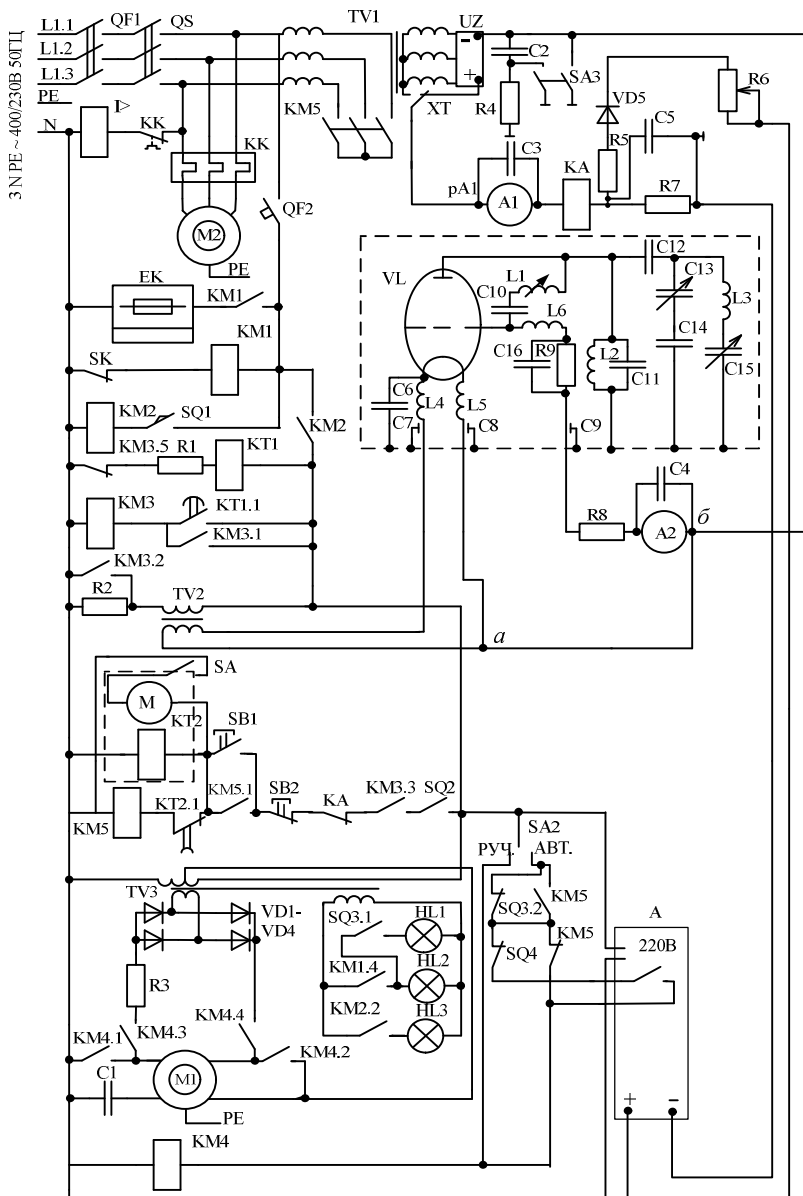 TV1
UZ
L1.1
QF1
QS
L1.2
L1.3
PE
N
3 N PE ~ 400/230В 50ГЦ
I>
KK
KK
KM5
-
+
C2
SA3
R4
XT
VD5
R6
C5
R5
C3
KA
pA1
A1
R7
QF2
M2
PE
EK
KM1
KM1
VL
L1
C10
L6
C12
C13
L3
C14
C16
R9
L2
C11
C15
SK
C6
C7
L4
L5
C8
C9
KM2
SQ1
KM2
KM3.5
R1
KT1
KM3
KT1.1
KM3.1
C4
R8
A2
б
KM3.2
R2
TV2
а
SA
M
KT2
SB1
KM5
KT2.1
KM5.1
SB2
KA
KM3.3
SQ2
SA2
РУЧ.
АВТ.
TV3
VD1-
VD4
SQ3.1
HL1
SQ3.2
KM5
A
220В
KM1.4
HL2
SQ4
KM5
R3
KM2.2
HL3
KM4.1
KM4.3
KM4.4
KM4.2
C1
M1
PE
+
-
KM4